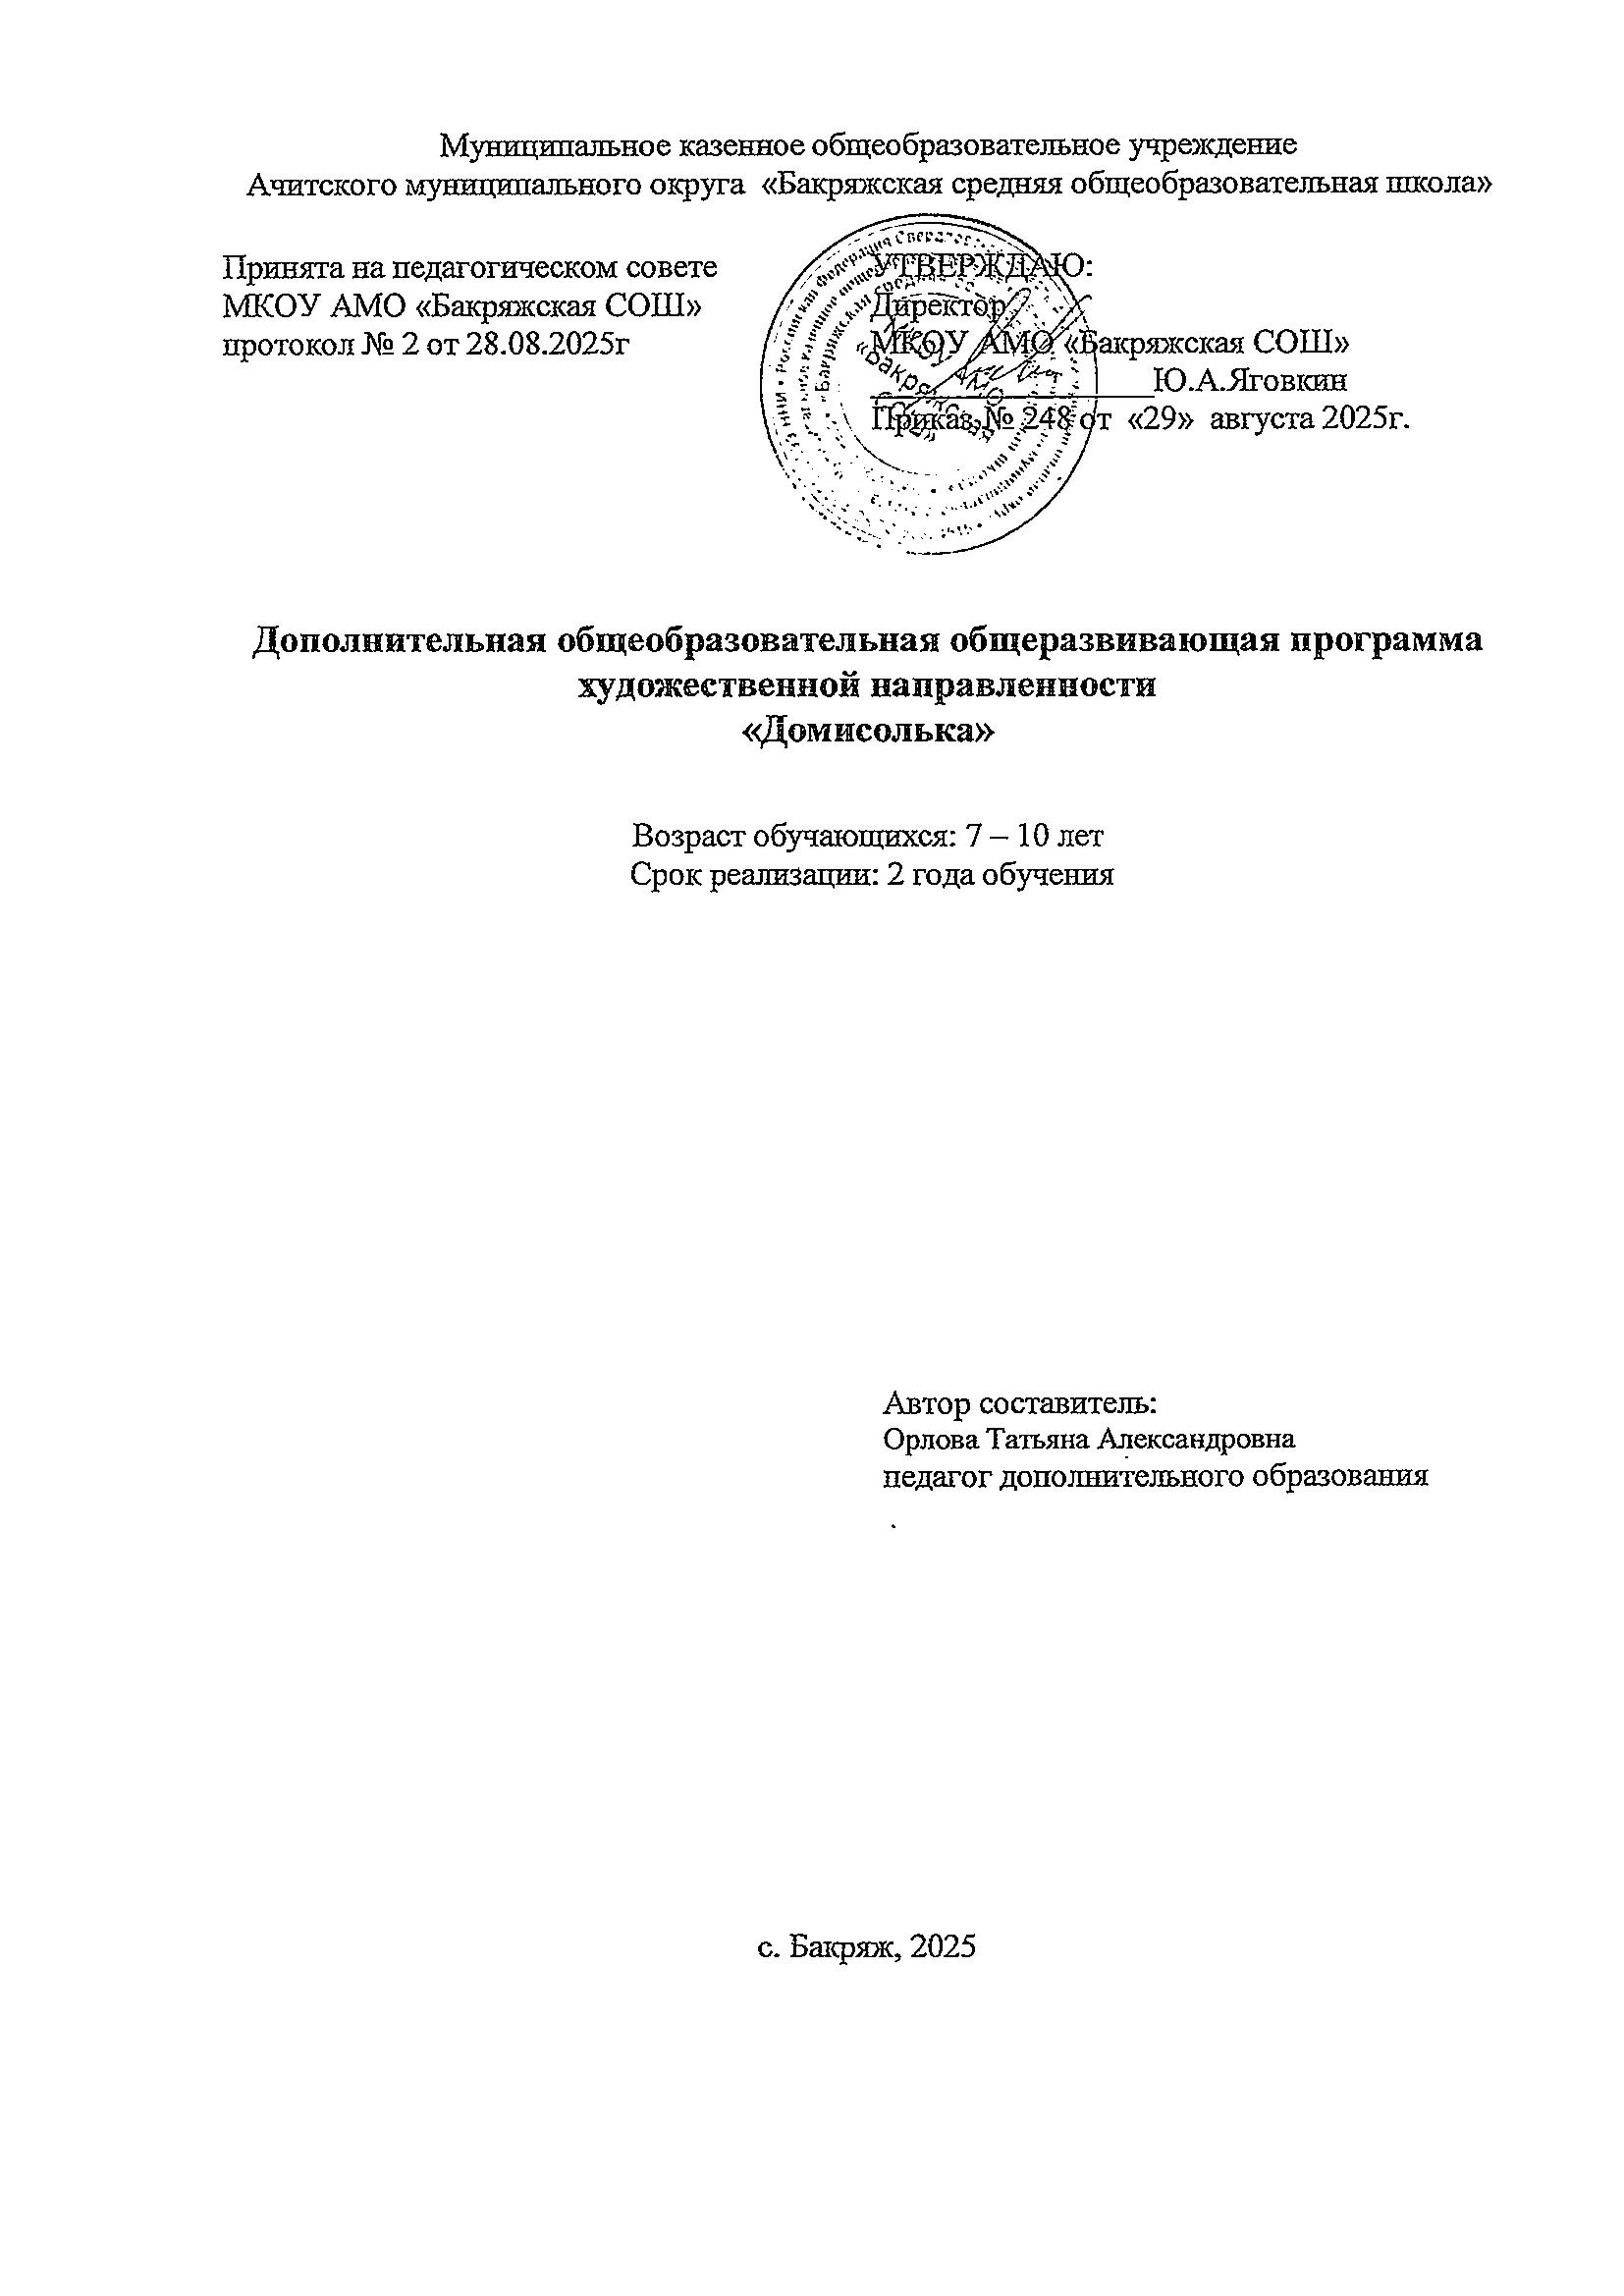 Муниципальное казенное общеобразовательное учреждение
Ачитского муниципального округа «Бакряжская средняя общеобразовательная школа»
Принята на педагогическом совете
МКОУ АМО «Бакряжская СОШ»
протокол № 2 от 28.08.2025г
УТВЕРЖДАЮ:
Директор
МКОУ АМО «Бакряжская СОШ»
Ю.А.Яговкин
Приказ № 248 от «29» августа 2025г.
Дополнительная общеобразовательная общеразвивающая программа
художественной направленности
«Домисолька»
Возраст обучающихся: 7 – 10 лет
Срок реализации: 2 года обучения
Автор составитель:
Орлова Татьяна Александровна
педагог дополнительного образования
с. Бакряж, 2025